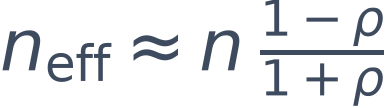 n_eff ≈ n (1 − ρ)/(1 + ρ)